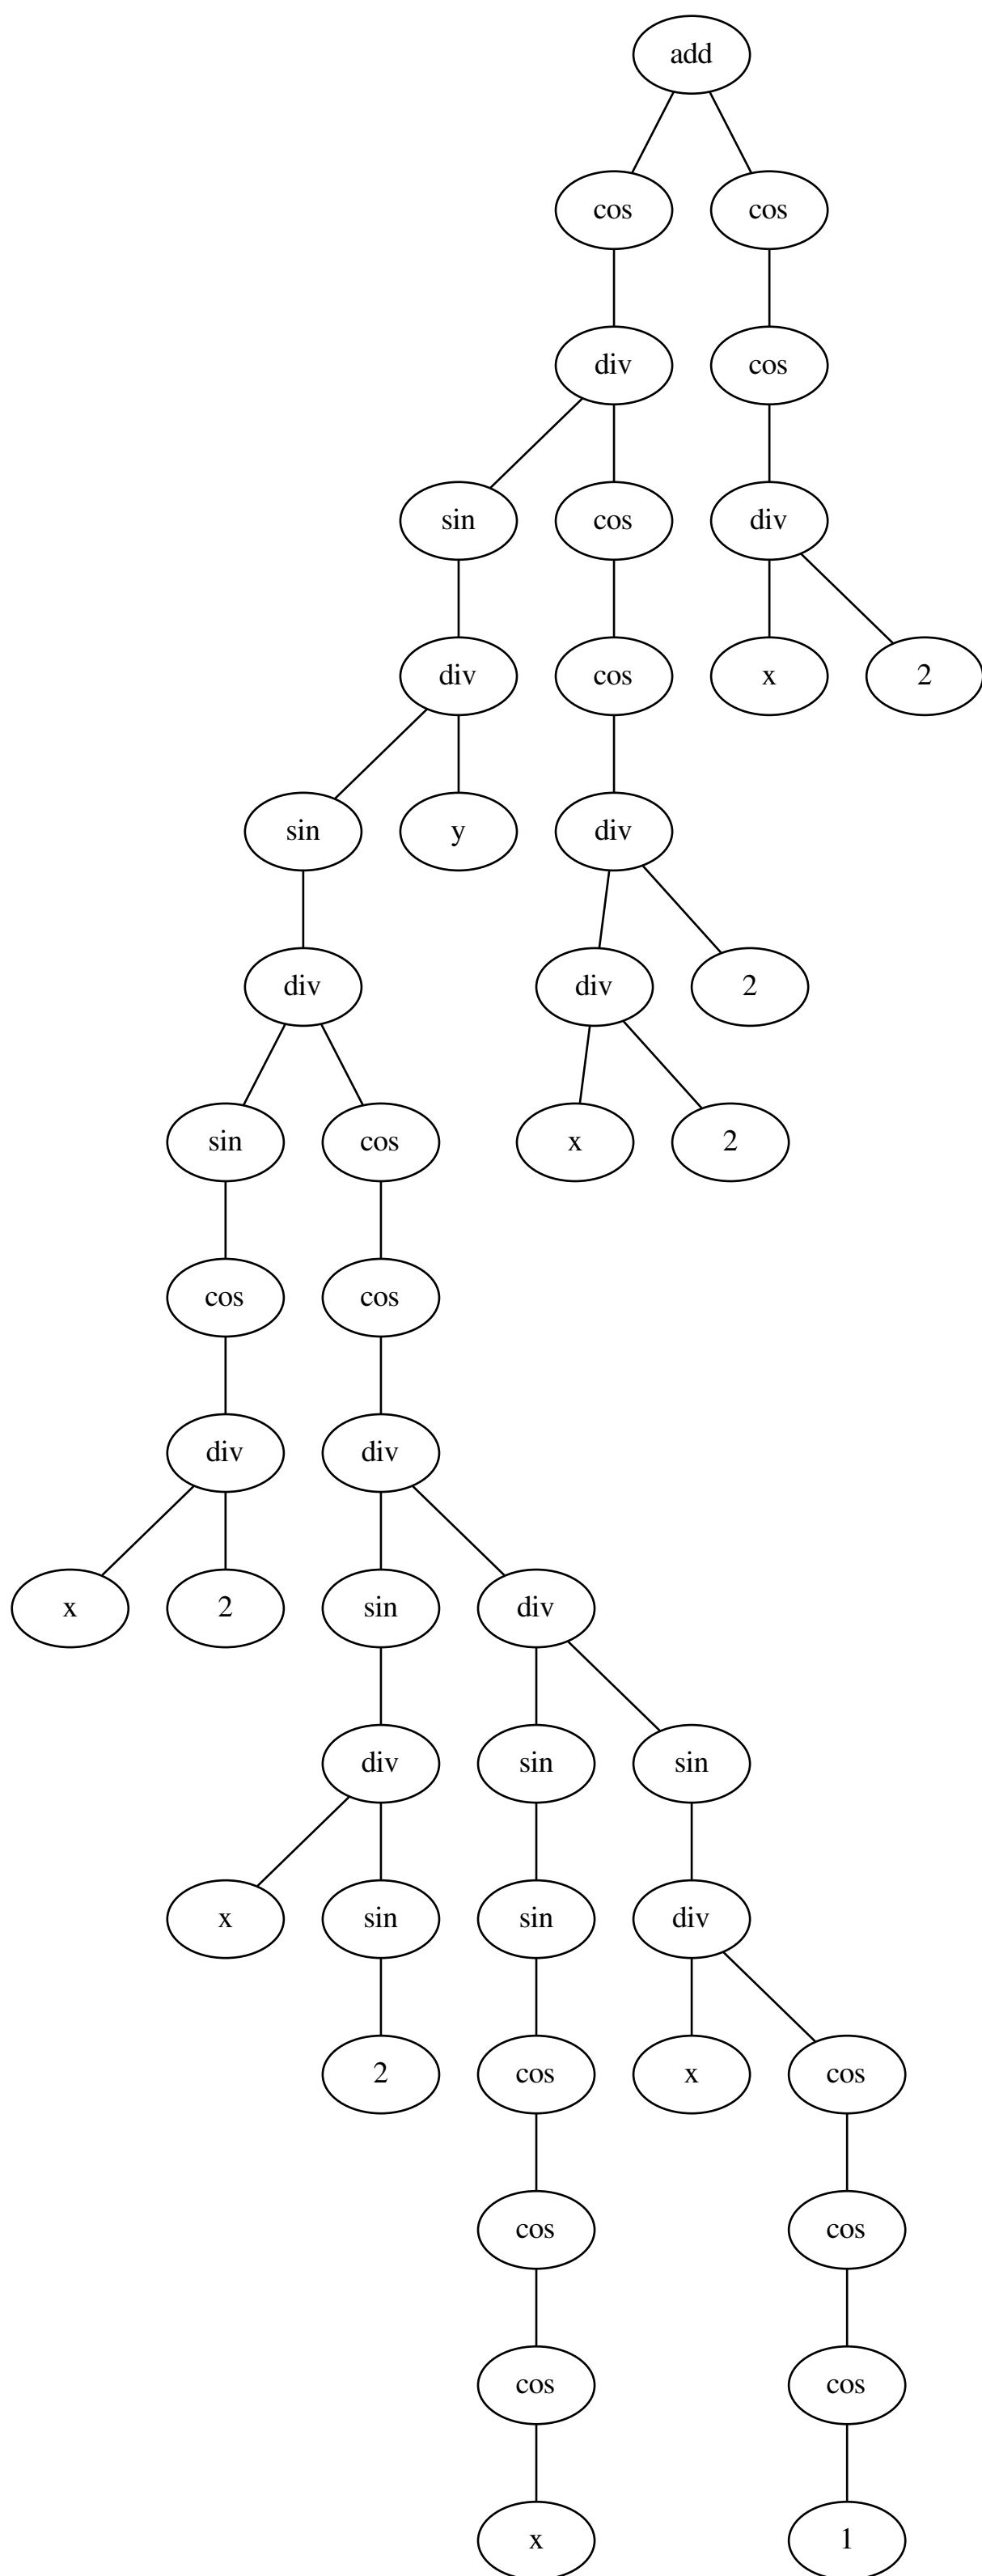 add
cos cos
div cos
sin cos div
div cos x 2
sin y div
div div 2
sin cos x 2
cos cos
div div
x 2 sin div
div sin sin
x sin sin div
2 cos x cos
cos cos
cos cos
x 1